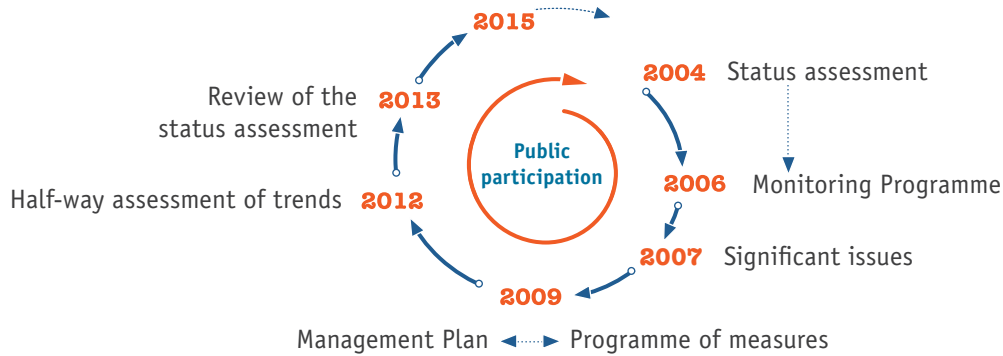 2015
2004 Status assessment
Review of the
status assessment
2013
Public
participation
2006 Monitoring Programme
Half-way assessment of trends 2012
2007 Significant issues
2009
Management Plan Programme of measures